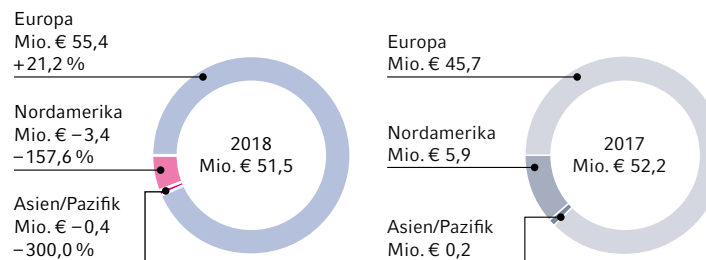 Europa
Mio. € 55,4
+21,2 %
Nordamerika
Mio. € −3,4
−157,6 %
Asien/Pazifik
Mio. € −0,4
−300,0 %
2018
Mio. € 51,5
Europa
Mio. € 45,7
Nordamerika
Mio. € 5,9
Asien/Pazifik
Mio. € 0,2
2017
Mio. € 52,2